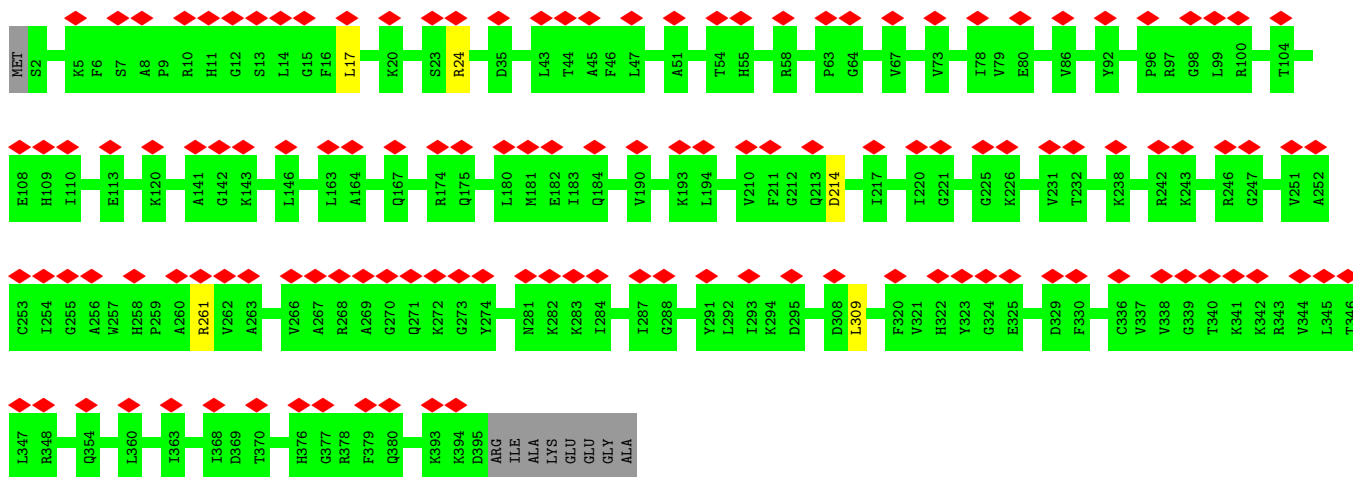 MET S2 K5 F6 S7 A8 P9 R10 H11 G12 S13 L14 G15 F16 L17 K20 S23 R24 D35 L43 T44 A45 F46 L47 A51 T54 H55 R58 P63 G64 V67 V73 I78 V79 E80 V86 Y92 P96 R97 G98 L99 R100 T104
E108 H109 I110 E113 K120 A141 G142 K143 L146 L163 A164 Q167 R174 Q175 L180 M181 E182 I183 Q184 V190 K193 L194 V210 F211 G212 Q213 D214 I217 I220 G221 G225 K226 V231 T232 K238 R242 K243 R246 G247 V251 A252
C253 I254 G255 A256 W257 H258 P259 A260 R261 V262 A263 V266 A267 R268 A269 G270 Q271 K272 G273 Y274 N281 K282 K283 I284 I287 G288 Y291 L292 I293 K294 D295 D308 L309 F320 V321 H322 Y323 G324 E325 D329 F330 C336 V337 V338 G339 T340 K341 K342 R343 V344 L345 T346
L347 R348 Q354 L360 I363 I368 D369 T370 H376 G377 R378 F379 Q380 K393 K394 D395 ARG ILE ALA LYS GLU GLU GLY ALA